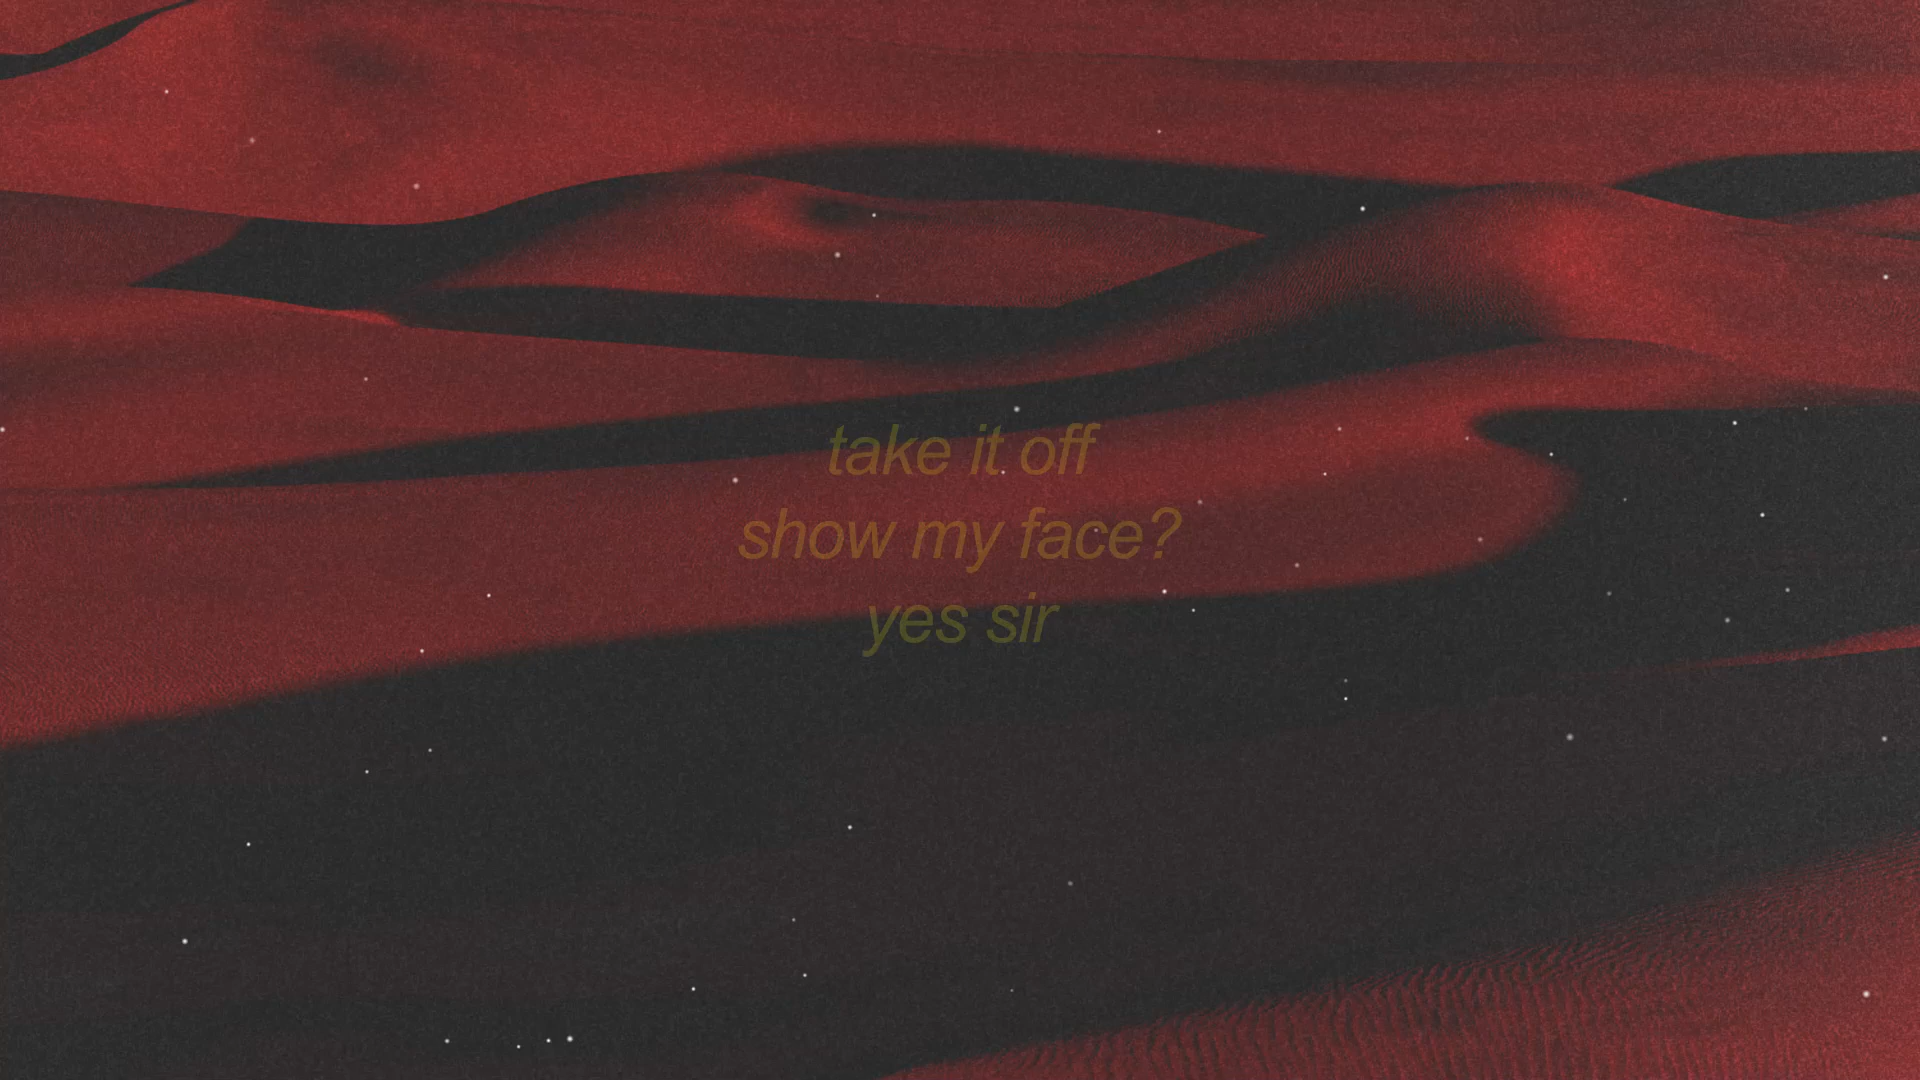 take it off
show my face?
yes sir